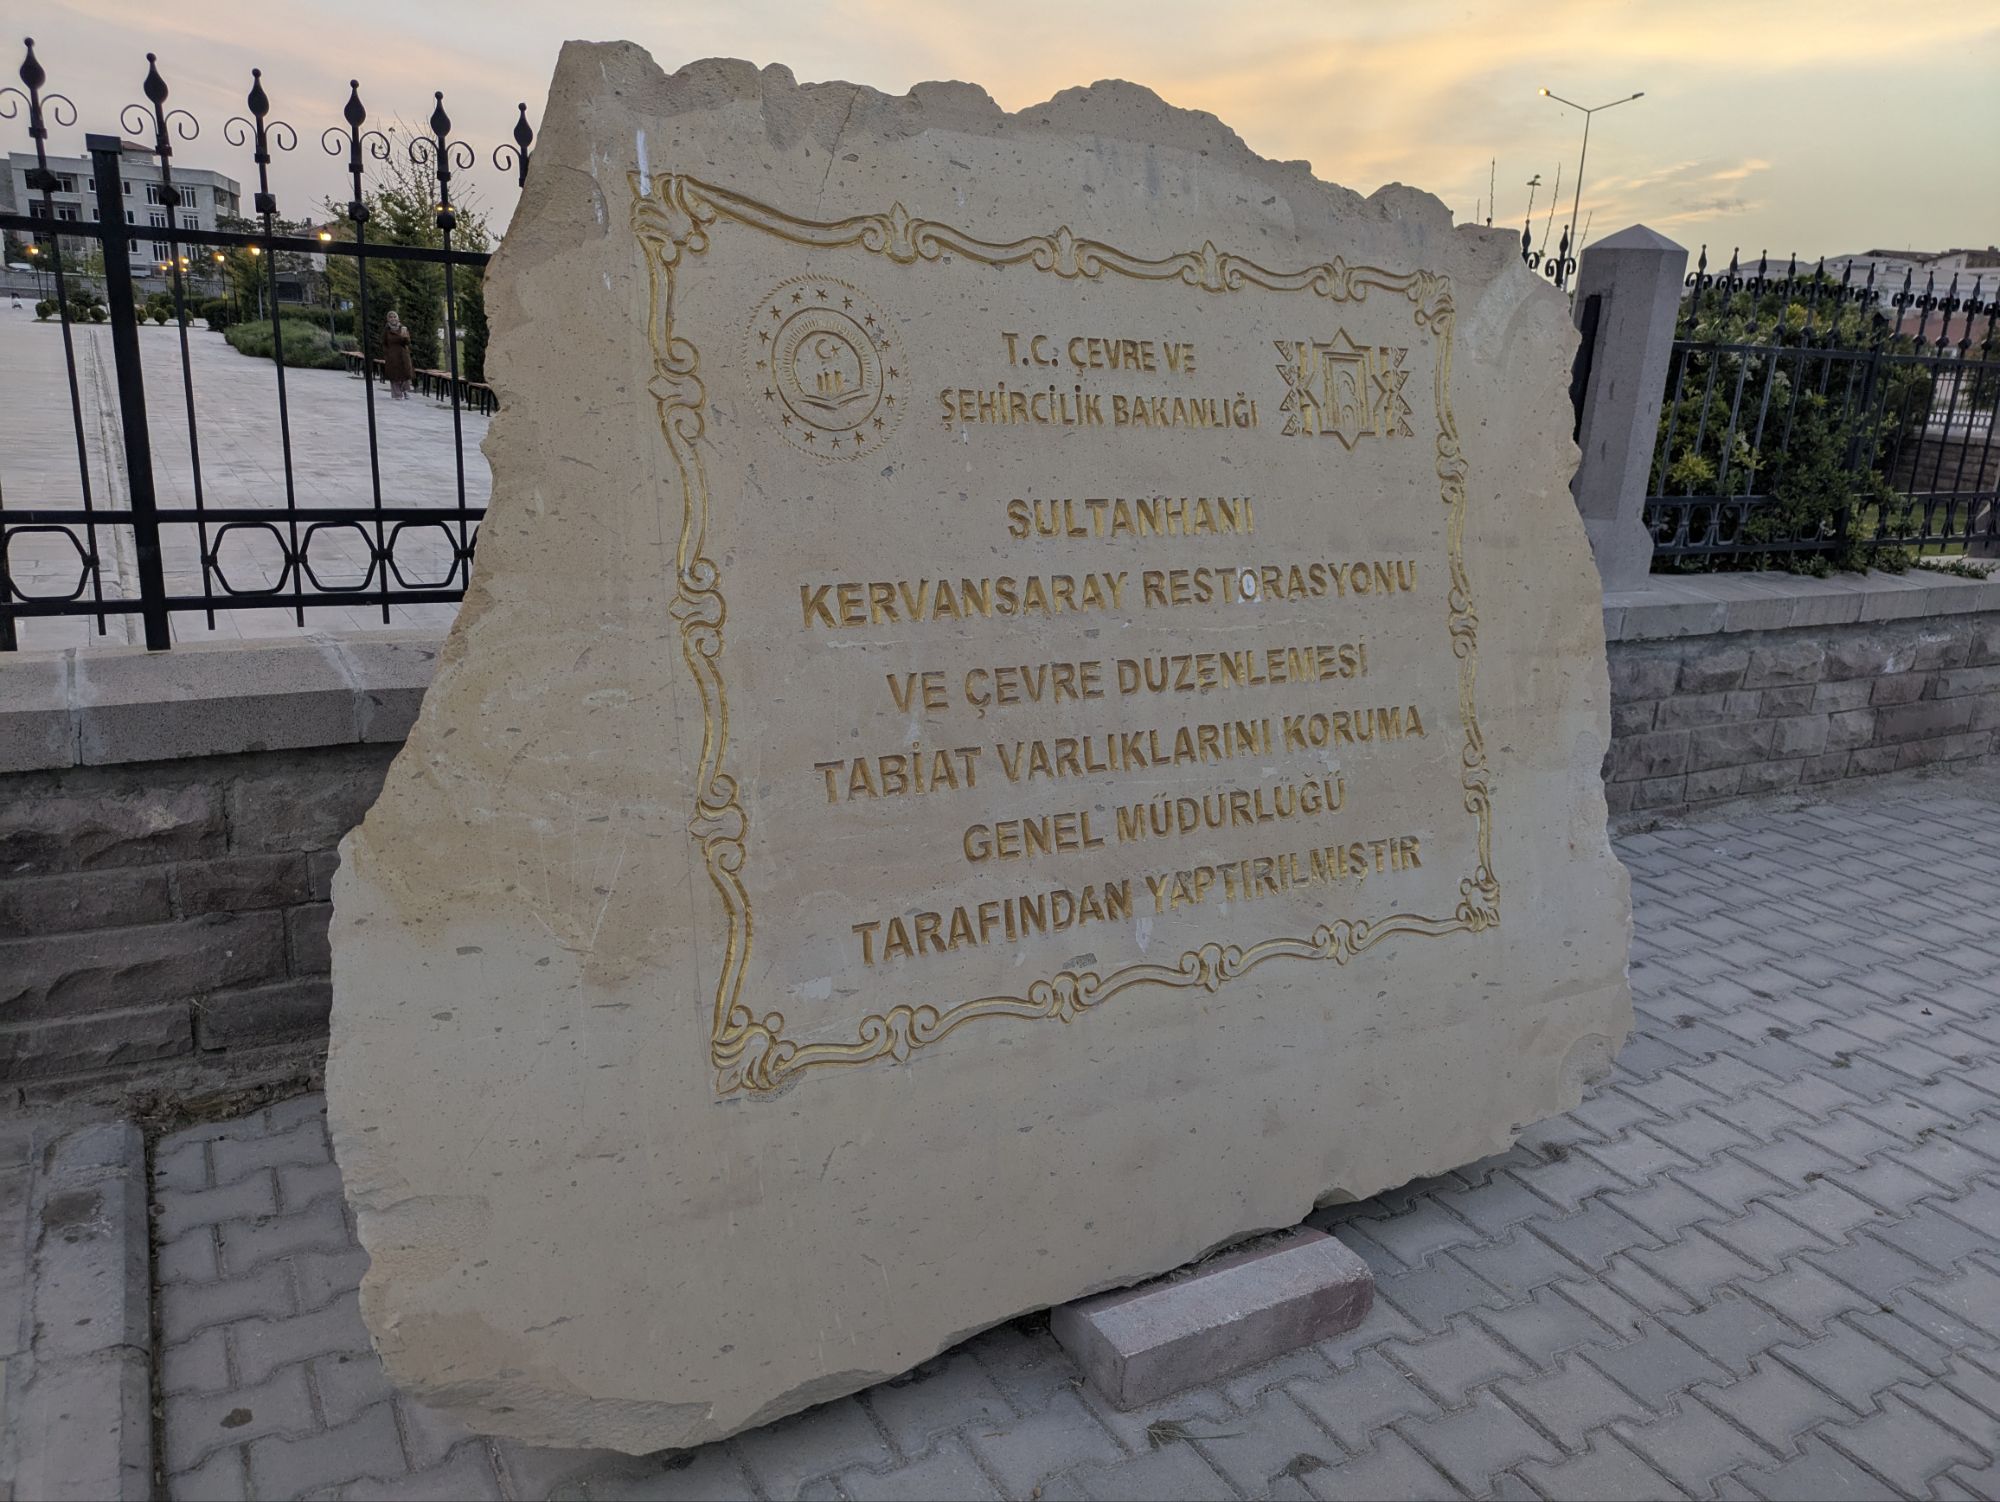 T.C. ÇEVRE VE
ŞEHİRCİLİK BAKANLIĞI
SULTANHANI
KERVANSARAY RESTORASYONU
VE ÇEVRE DUZENLEMESİ
TABİAT VARLIKLARINI KORUMA
GENEL MÜDÜRLÜĞÜ
TARAFINDAN YAPTIRILMIŞTIR